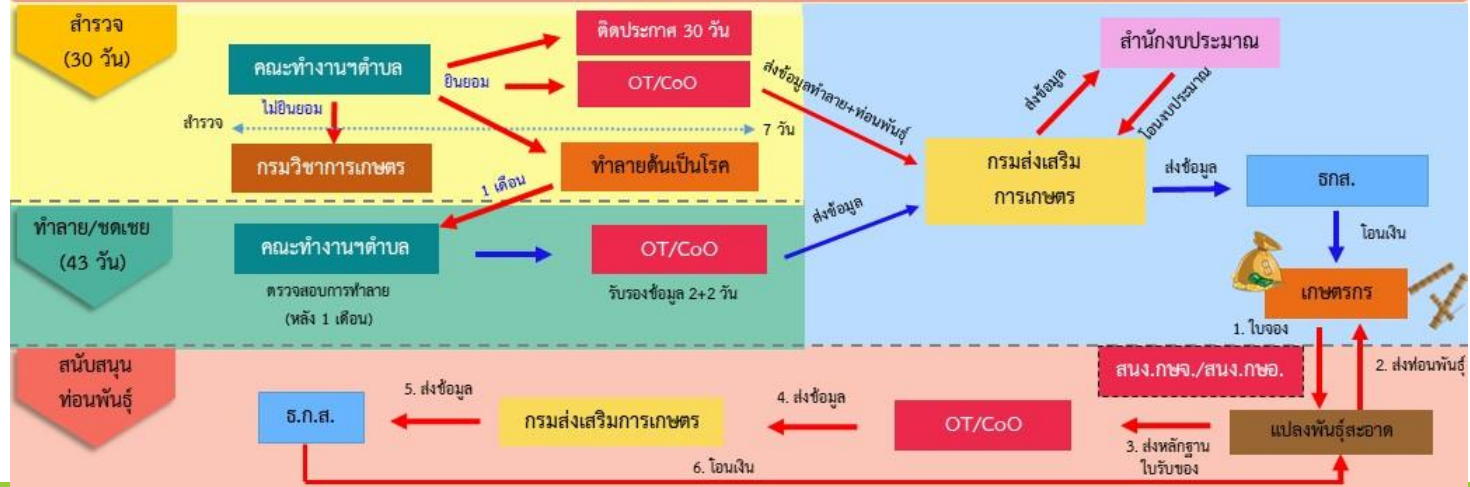 สำรวจ
(30 วัน)
คณะทำงานฯตำบล
ไม่ยินยอม
ยินยอม
ติดประกาศ 30 วัน
OT/CoO
สำรวจ
7 วัน
กรมวิชาการเกษตร
ทำลายต้นเป็นโรค
1 เดือน
ส่งข้อมูลทำลาย+ท่อนพันธุ์
สำนักงบประมาณ
ส่งข้อมูล
โอนงบประมาณ
กรมส่งเสริม
การเกษตร
ส่งข้อมูล
ธกส.
โอนเงิน
เกษตรกร
ทำลาย/ชดเชย
(43 วัน)
คณะทำงานฯตำบล
ตรวจสอบการทำลาย
(หลัง 1 เดือน)
OT/CoO
รับรองข้อมูล 2+2 วัน
ส่งข้อมูล
สนับสนุน
ท่อนพันธุ์
1. ใบจอง
2. ส่งท่อนพันธุ์
สนง.กษจ./สนง.กษอ.
แปลงพันธุ์สะอาด
3. ส่งหลักฐาน
ใบรับของ
OT/CoO
4. ส่งข้อมูล
กรมส่งเสริมการเกษตร
5. ส่งข้อมูล
ธ.ก.ส.
6. โอนเงิน